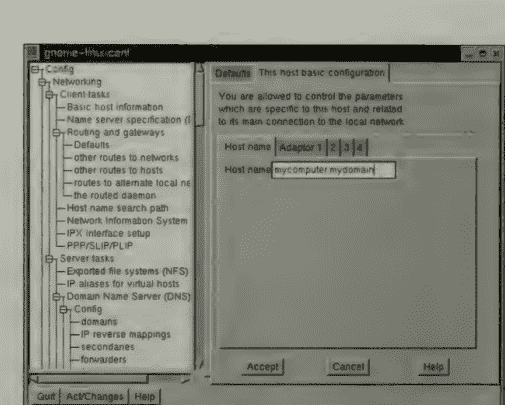 gnome-linuxconf
Config
Networking
Client tasks
Basic host information
Name server specification (
Routing and gateways
Defaults
other routes to networks
other routes to hosts
routes to alternate local ne
the routed daemon
Host name search path
Network Information System
IPX interface setup
PPP/SLIP/PLIP
Server tasks
Exported file systems (NFS)
IP aliases for virtual hosts
Domain Name Server (DNS)
Config
domains
IP reverse mappings
secondaries
forwarders
Quit Act/Changes Help
Defaults This host basic configuration
You are allowed to control the parameters
which are specific to this host and related
to its main connection to the local network
Host name Adaptor 1 2 3 4
Host name mycomputer.mydomain
Accept Cancel Help